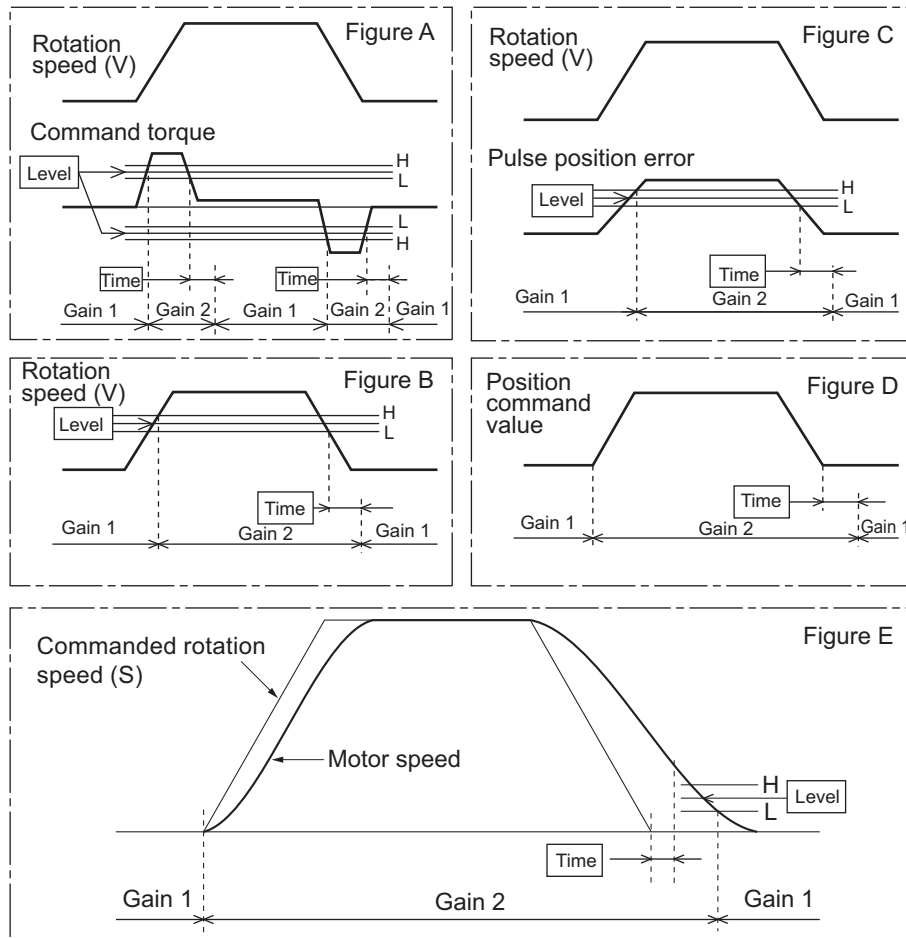 Figure A
Rotation
speed (V)
Command torque
H
Level
L
L
H
Time
Time
Gain 1
Gain 2
Gain 1
Gain 2
Gain 1
Figure C
Rotation
speed (V)
Pulse position error
H
Level
L
Time
Gain 1
Gain 2
Gain 1
Figure B
Rotation
speed (V)
H
Level
L
Time
Gain 1
Gain 2
Gain 1
Figure D
Position
command
value
Time
Gain 1
Gain 2
Gain 1
Figure E
Commanded rotation
speed (S)
Motor speed
H
Level
L
Time
Gain 1
Gain 2
Gain 1